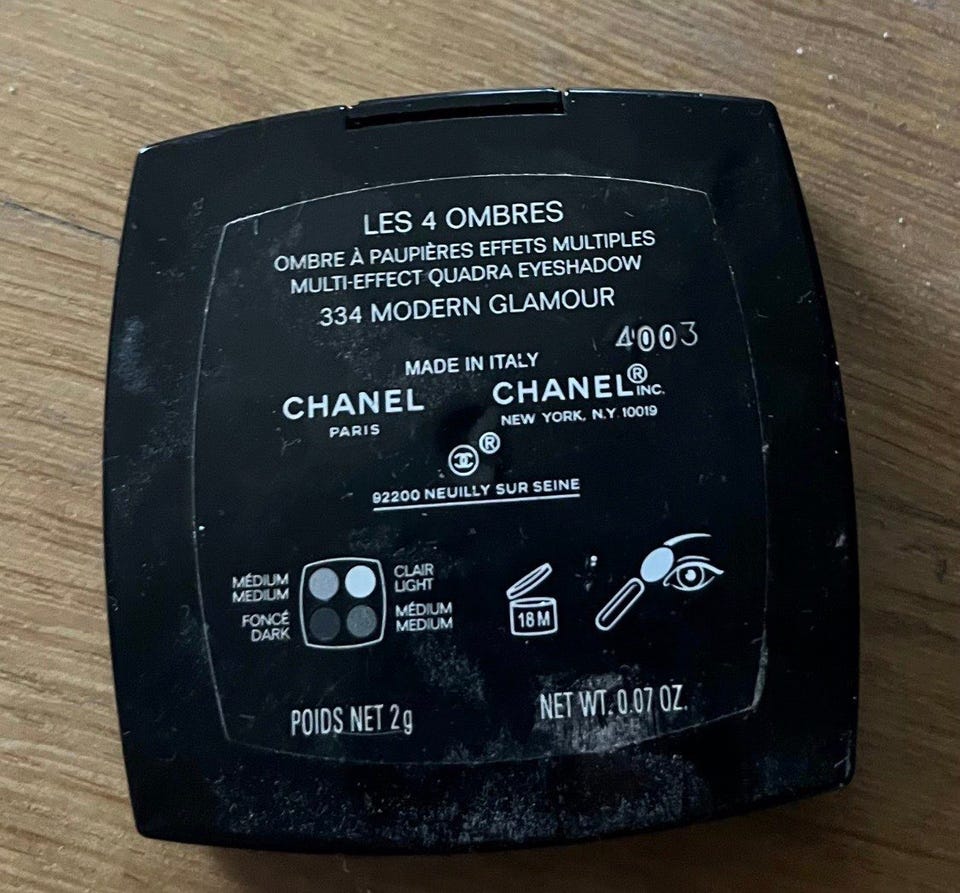 LES 4 OMBRES
OMBRE À PAUPIÈRES EFFETS MULTIPLES
MULTI-EFFECT QUADRA EYESHADOW
334 MODERN GLAMOUR
4003
MADE IN ITALY
CHANEL
PARIS
CHANEL® INC.
NEW YORK, N.Y. 10019
®
92200 NEUILLY SUR SEINE
MÉDIUM
MEDIUM
CLAIR
LIGHT
FONCÉ
DARK
MÉDIUM
MEDIUM
18 M
POIDS NET 2g
NET WT. 0.07 OZ.